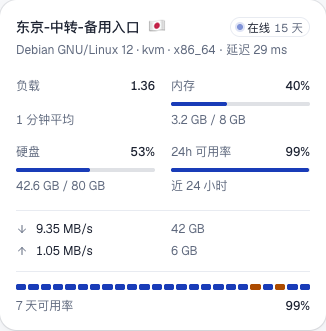 东京-中转-备用入口 🇯🇵 在线 15 天
Debian GNU/Linux 12 · kvm · x86_64 · 延迟 29 ms
负载 1.36 内存 40%
1 分钟平均 3.2 GB / 8 GB
硬盘 53% 24h 可用率 99%
42.6 GB / 80 GB 近 24 小时
↓ 9.35 MB/s 42 GB
↑ 1.05 MB/s 6 GB
7 天可用率 99%